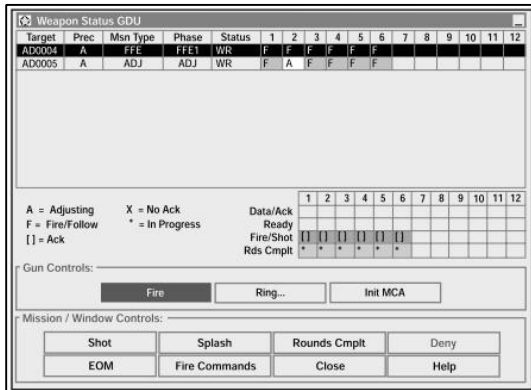 Weapon Status GDU
Target Prec Msn Type Phase Status 1 2 3 4 5 6 7 8 9 10 11 12
AD0004 A FFE FFE1 WR F F F F F F
AD0005 A ADJ ADJ WR F A F F F F
1 2 3 4 5 6 7 8 9 10 11 12
A = Adjusting X = No Ack Data/Ack
F = Fire/Follow * = In Progress Ready
[ ] = Ack Fire/Shot [] [] [] [] [] []
Rds Cmplt * * * * * *
Gun Controls:
Fire Ring... Init MCA
Mission / Window Controls:
Shot Splash Rounds Cmplt Deny
EOM Fire Commands Close Help